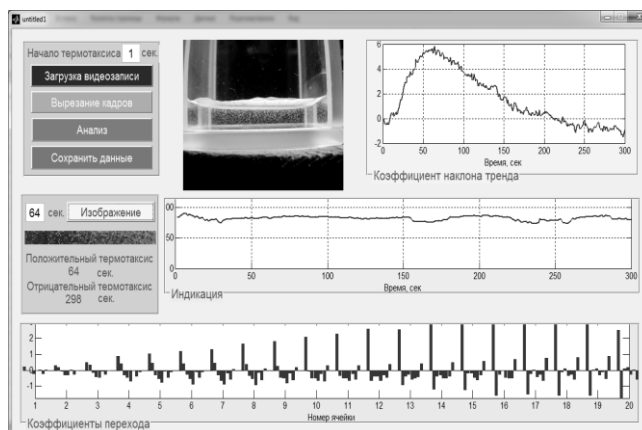 untitled1
Начало термотаксиса 1 сек.
Загрузка видеозаписи
Вырезание кадров
Анализ
Сохранить данные
6
4
2
0
-2
0 50 100 150 200 250 300
Время, сек
Коэффициент наклона тренда
64 сек. Изображение
Положительный термотаксис
64 сек.
Отрицательный термотаксис
298 сек.
00
50
0
0 50 100 150 200 250 300
Время, сек
Индикация
2
1
0
-1
1 2 3 4 5 6 7 8 9 10 11 12 13 14 15 16 17 18 19 20
Номер ячейки
Коэффициенты перехода